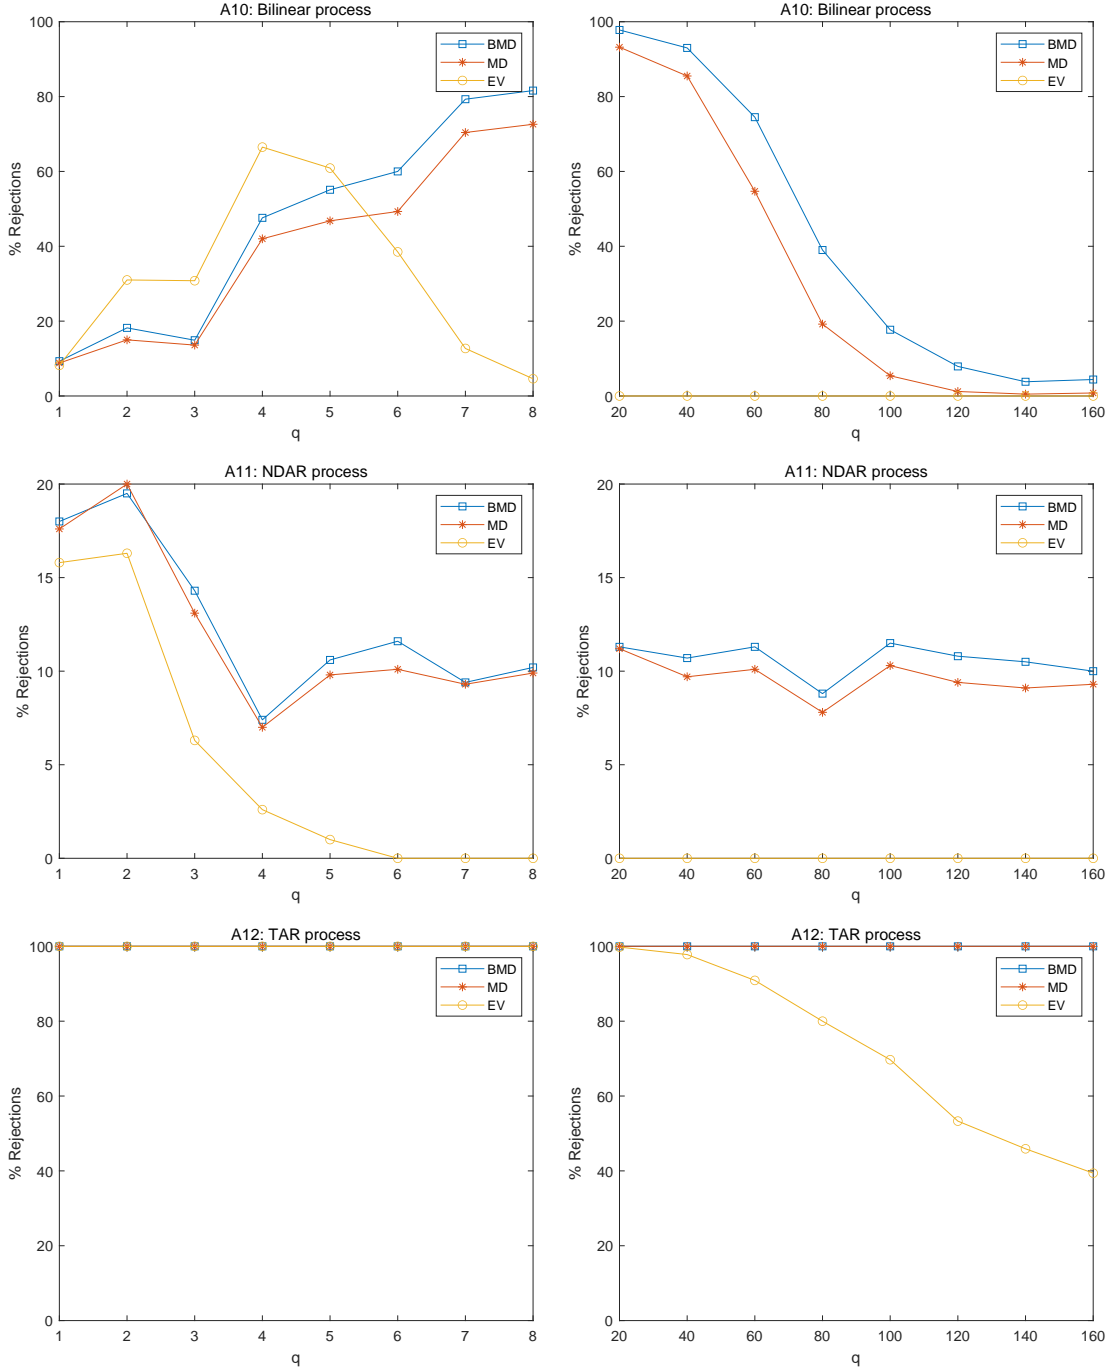 A10: Bilinear process
100
80
60
40
20
0
% Rejections
1 2 3 4 5 6 7 8
q
BMD
MD
EV
A10: Bilinear process
100
80
60
40
20
0
% Rejections
20 40 60 80 100 120 140 160
q
BMD
MD
EV
A11: NDAR process
20
15
10
5
0
% Rejections
1 2 3 4 5 6 7 8
q
BMD
MD
EV
A11: NDAR process
20
15
10
5
0
% Rejections
20 40 60 80 100 120 140 160
q
BMD
MD
EV
A12: TAR process
100
80
60
40
20
0
% Rejections
1 2 3 4 5 6 7 8
q
BMD
MD
EV
A12: TAR process
100
80
60
40
20
0
% Rejections
20 40 60 80 100 120 140 160
q
BMD
MD
EV